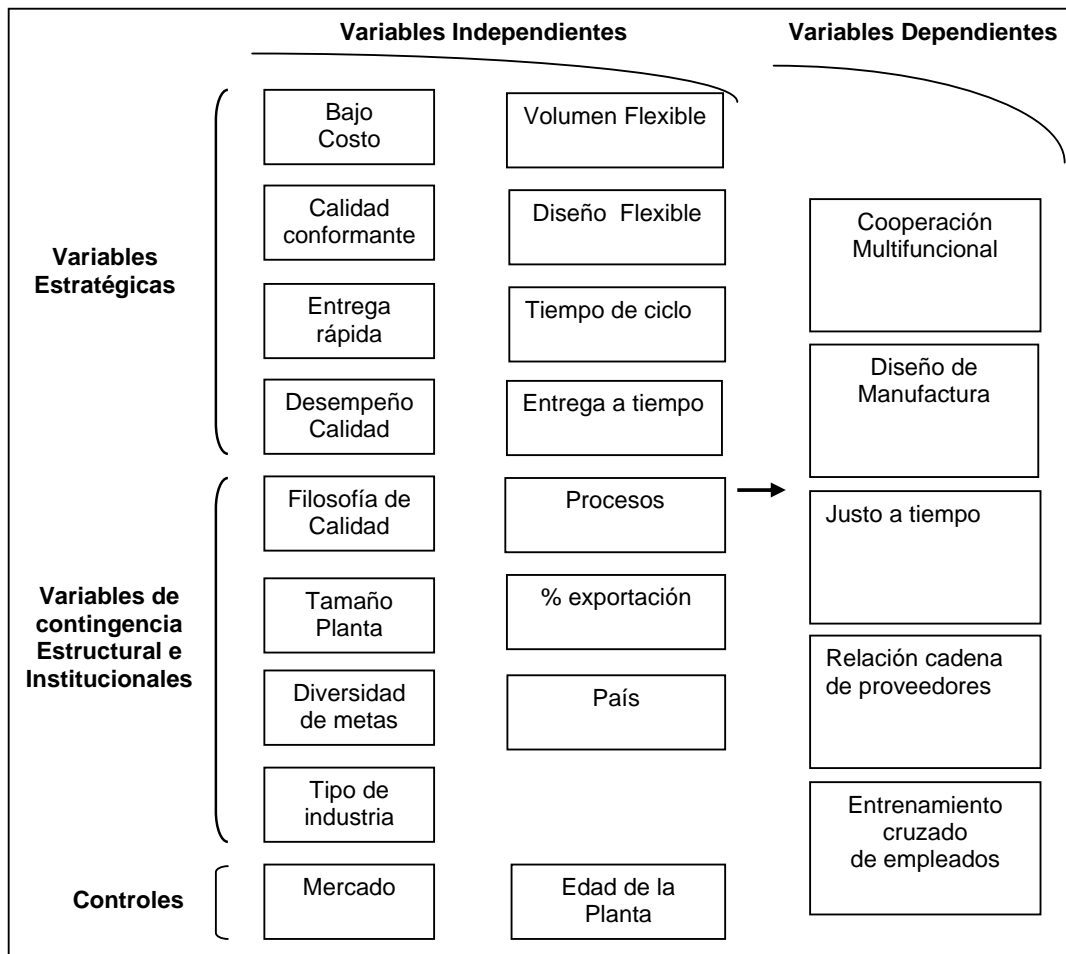 Variables Independientes
Variables Dependientes
Variables
Estratégicas
Bajo
Costo
Volumen Flexible
Calidad
conformante
Diseño Flexible
Entrega
rápida
Tiempo de ciclo
Desempeño
Calidad
Entrega a tiempo
Variables de
contingencia
Estructural e
Institucionales
Filosofía de
Calidad
Procesos
Tamaño
Planta
% exportación
Diversidad
de metas
País
Tipo de
industria
Controles
Mercado
Edad de la
Planta
Cooperación
Multifuncional
Diseño de
Manufactura
Justo a tiempo
Relación cadena
de proveedores
Entrenamiento
cruzado
de empleados